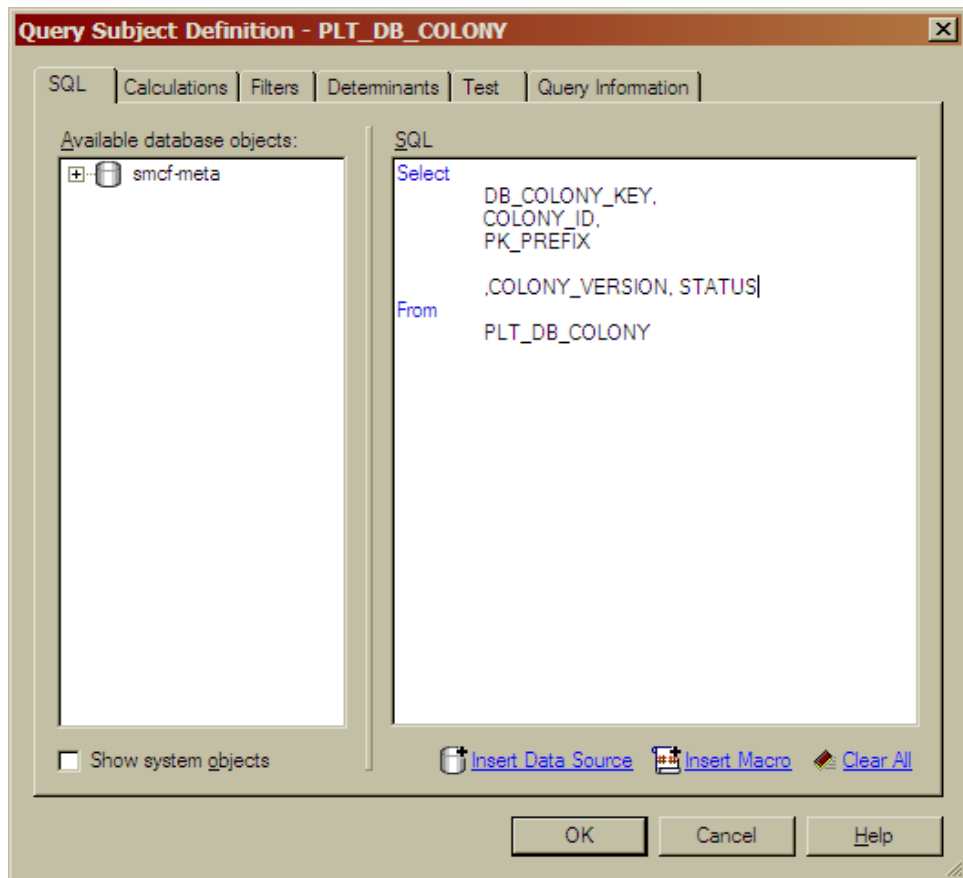 Query Subject Definition - PLT_DB_COLONY
SQL Calculations Filters Determinants Test Query Information
Available database objects:
smcf-meta
Show system objects
SQL
Select
DB_COLONY_KEY,
COLONY_ID,
PK_PREFIX
,COLONY_VERSION, STATUS
From
PLT_DB_COLONY
Insert Data Source Insert Macro Clear All
OK Cancel Help